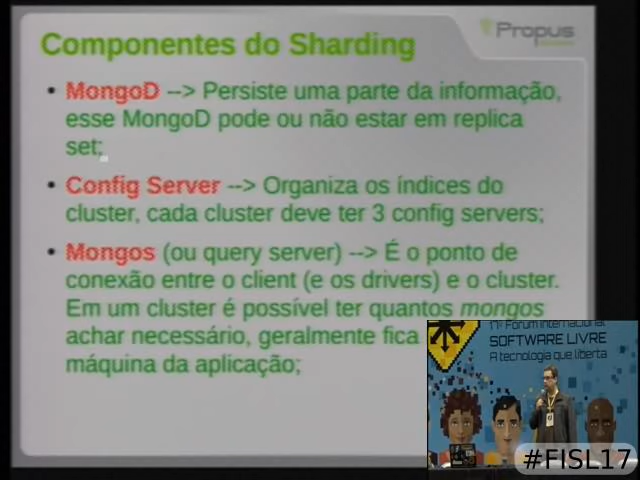 Componentes do Sharding
Propus
• MongoD --> Persiste uma parte da informação,
esse MongoD pode ou não estar em replica
set;
• Config Server --> Organiza os índices do
cluster, cada cluster deve ter 3 config servers;
• Mongos (ou query server) --> É o ponto de
conexão entre o client (e os drivers) e o cluster.
Em um cluster é possível ter quantos mongos
achar necessário, geralmente fica
máquina da aplicação;
17º Fórum Internacional
SOFTWARE LIVRE
A tecnologia que liberta
#FISL17